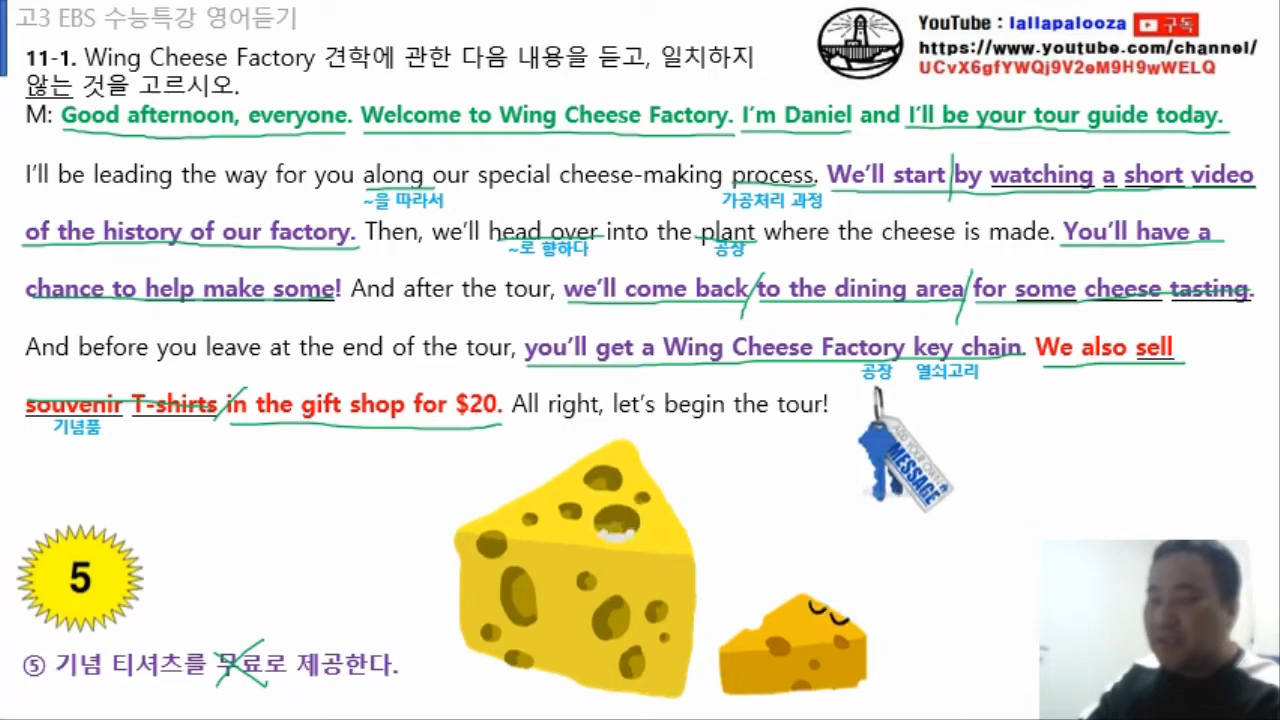 고3 EBS 수능특강 영어듣기
YouTube : lallapalooza 구독
https://www.youtube.com/channel/
UCvX6gfYWQj9V2eM9H9wWELQ
11-1. Wing Cheese Factory 견학에 관한 다음 내용을 듣고, 일치하지
않는 것을 고르시오.
M: Good afternoon, everyone. Welcome to Wing Cheese Factory. I'm Daniel and I'll be your tour guide today.
I'll be leading the way for you along our special cheese-making process. We'll start by watching a short video
~을 따라서 가공처리 과정
of the history of our factory. Then, we'll head over into the plant where the cheese is made. You'll have a
~로 향하다 공장
chance to help make some! And after the tour, we'll come back to the dining area for some cheese tasting.
And before you leave at the end of the tour, you'll get a Wing Cheese Factory key chain. We also sell
공장 열쇠고리
souvenir T-shirts in the gift shop for $20. All right, let's begin the tour!
기념품
ADD YOUR OWN
MESSAGE
5
⑤ 기념 티셔츠를 무료로 제공한다.